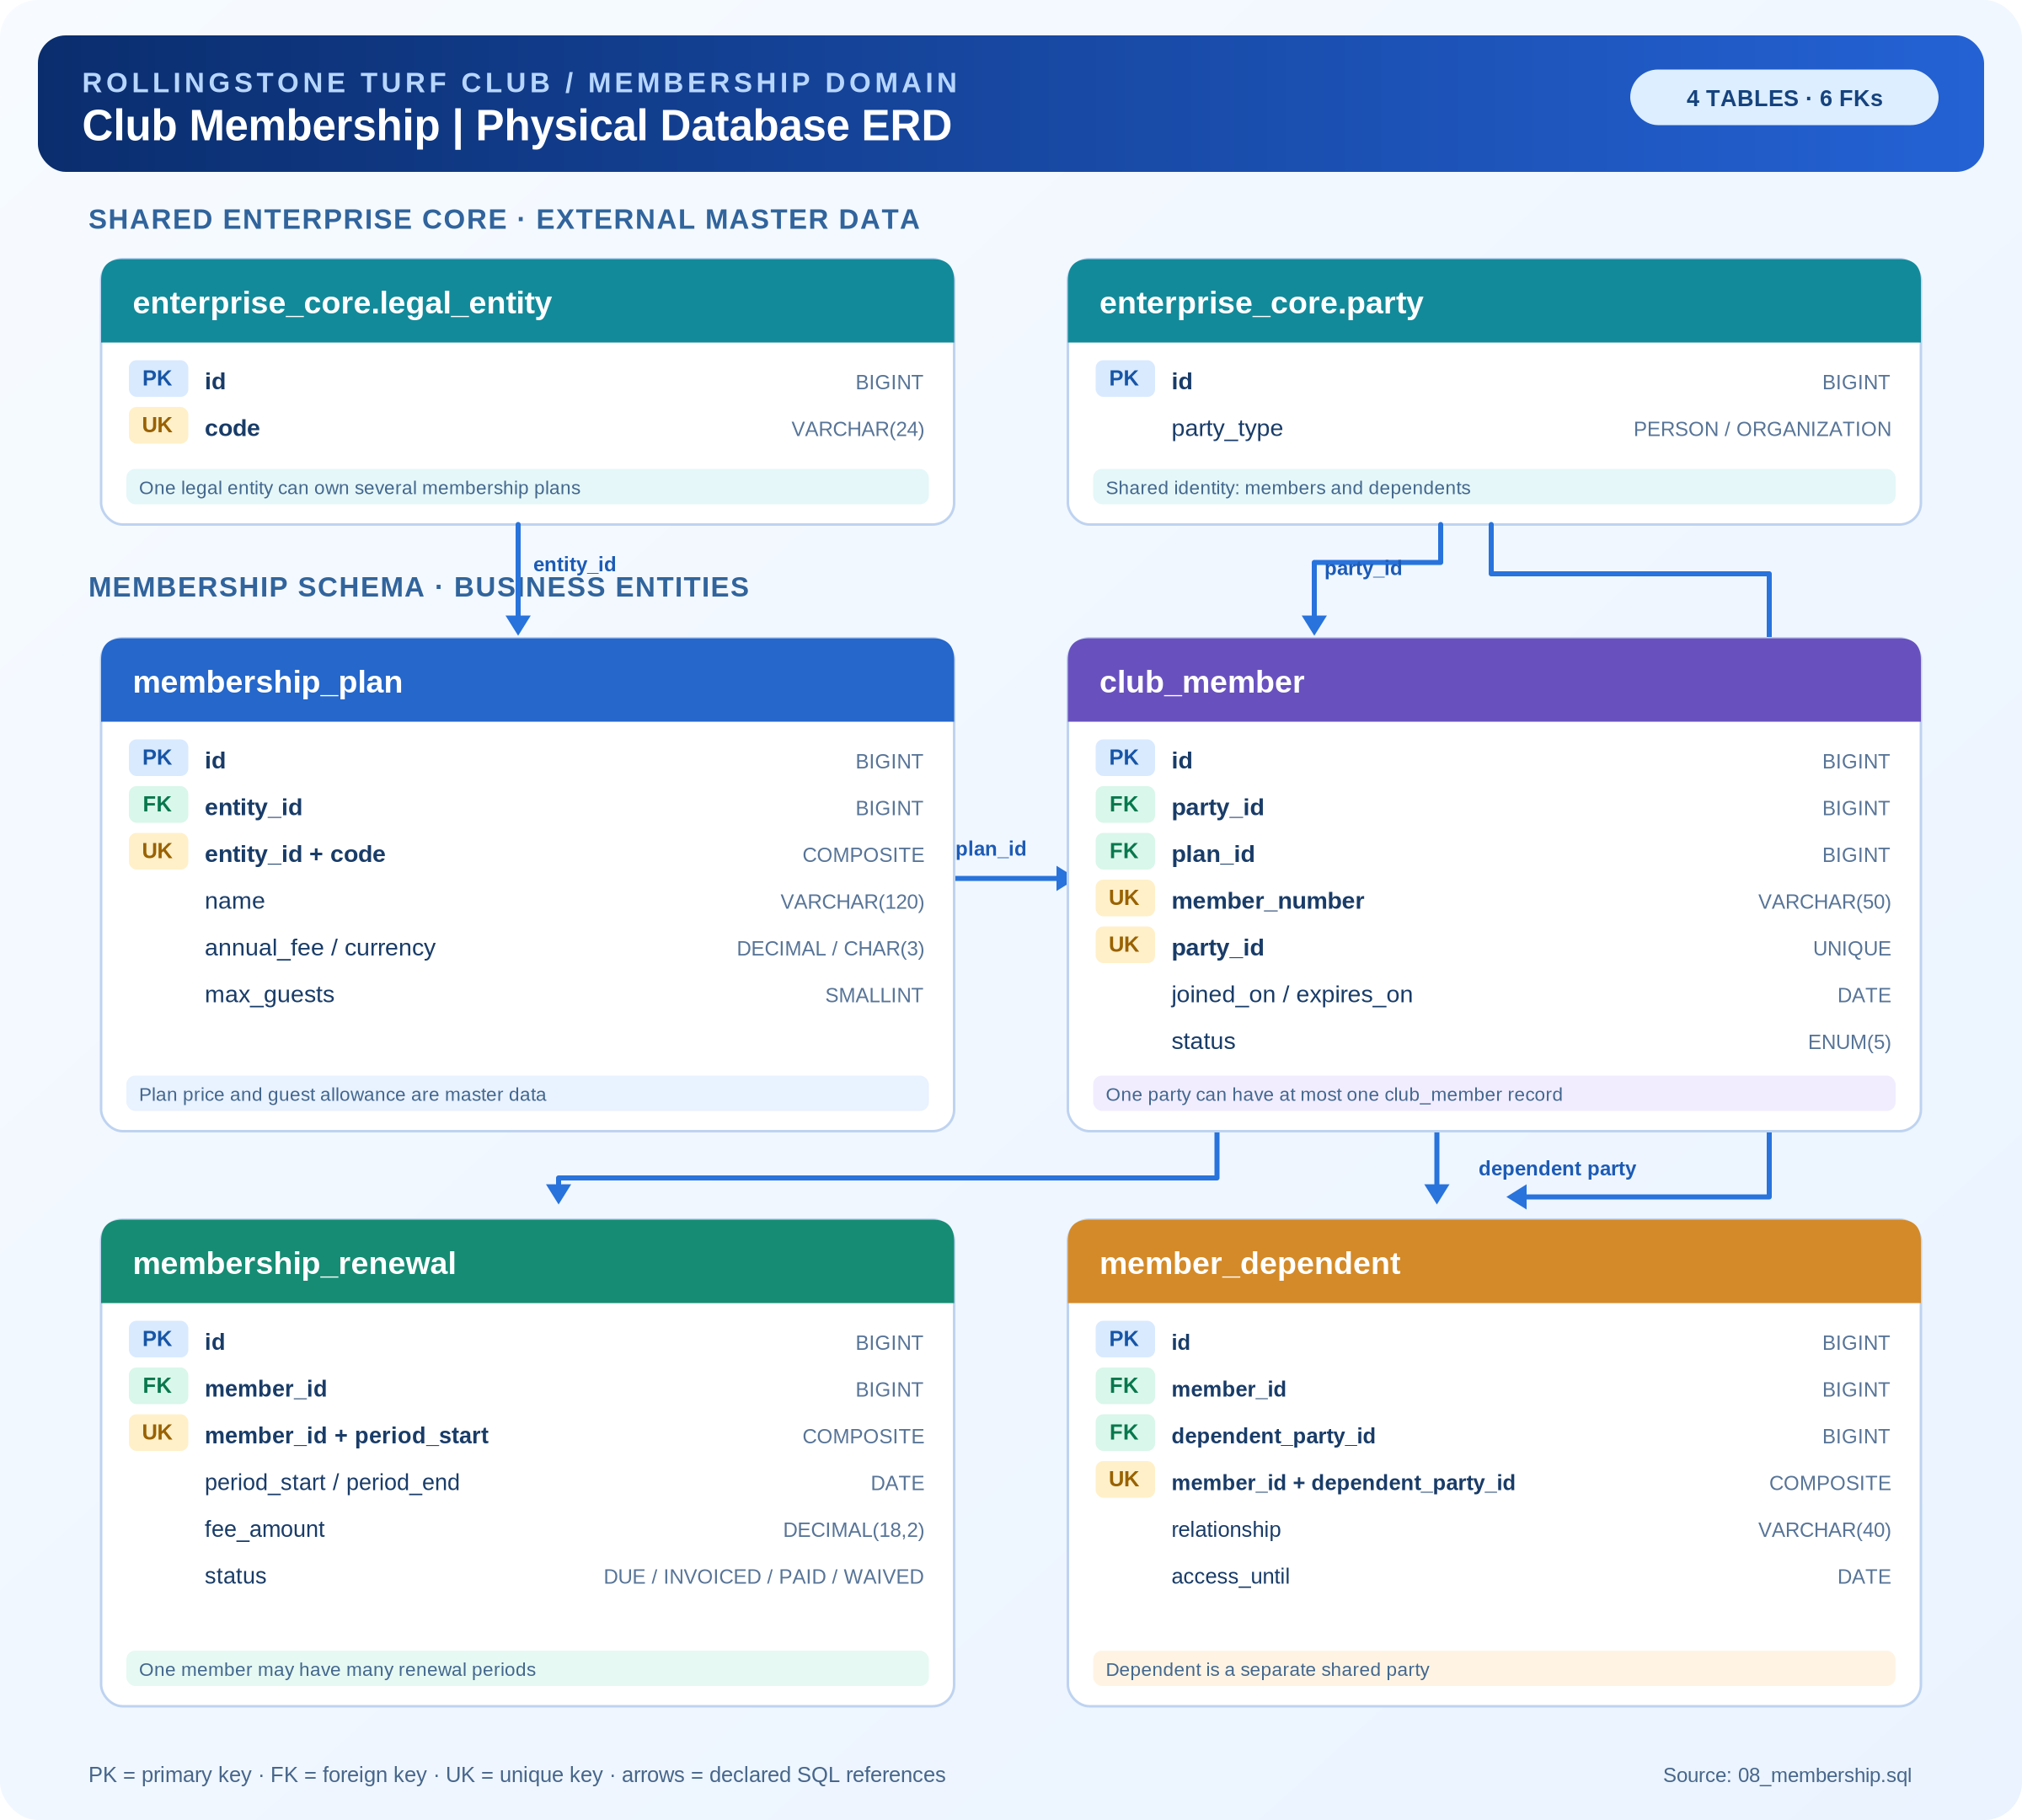 ROLLINGSTONE TURF CLUB / MEMBERSHIP DOMAIN
Club Membership | Physical Database ERD
4 TABLES · 6 FKs
SHARED ENTERPRISE CORE · EXTERNAL MASTER DATA
enterprise_core.legal_entity
PK id BIGINT
UK code VARCHAR(24)
One legal entity can own several membership plans
enterprise_core.party
PK id BIGINT
party_type PERSON / ORGANIZATION
Shared identity: members and dependents
entity_id
party_id
MEMBERSHIP SCHEMA · BUSINESS ENTITIES
membership_plan
PK id BIGINT
FK entity_id BIGINT
UK entity_id + code COMPOSITE
name VARCHAR(120)
annual_fee / currency DECIMAL / CHAR(3)
max_guests SMALLINT
Plan price and guest allowance are master data
plan_id
club_member
PK id BIGINT
FK party_id BIGINT
FK plan_id BIGINT
UK member_number VARCHAR(50)
UK party_id UNIQUE
joined_on / expires_on DATE
status ENUM(5)
One party can have at most one club_member record
dependent party
membership_renewal
PK id BIGINT
FK member_id BIGINT
UK member_id + period_start COMPOSITE
period_start / period_end DATE
fee_amount DECIMAL(18,2)
status DUE / INVOICED / PAID / WAIVED
One member may have many renewal periods
member_dependent
PK id BIGINT
FK member_id BIGINT
FK dependent_party_id BIGINT
UK member_id + dependent_party_id COMPOSITE
relationship VARCHAR(40)
access_until DATE
Dependent is a separate shared party
PK = primary key · FK = foreign key · UK = unique key · arrows = declared SQL references
Source: 08_membership.sql